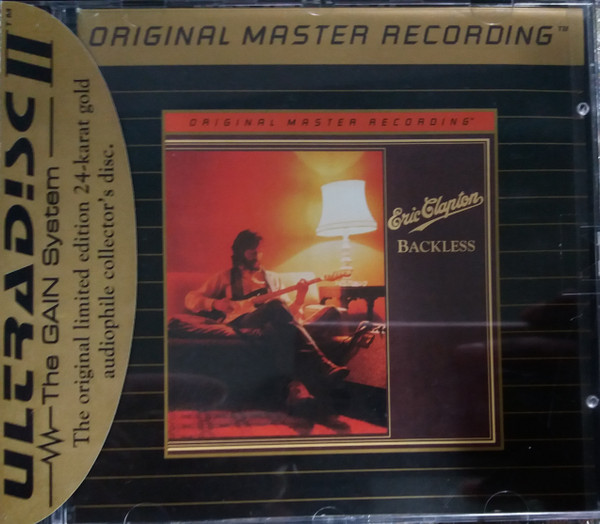 ORIGINAL MASTER RECORDING™
ULTRADISC II™
The GAIN System
The original limited edition 24-karat gold
audiophile collector's disc.
ORIGINAL MASTER RECORDING™
Eric Clapton
BACKLESS